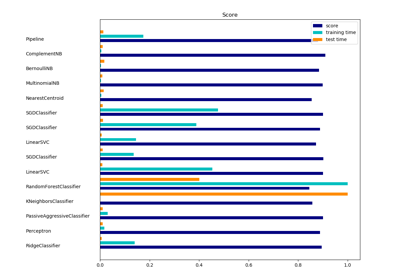 Score
score
training time
test time
Pipeline
ComplementNB
BernoulliNB
MultinomialNB
NearestCentroid
SGDClassifier
SGDClassifier
LinearSVC
SGDClassifier
LinearSVC
RandomForestClassifier
KNeighborsClassifier
PassiveAggressiveClassifier
Perceptron
RidgeClassifier
0.0 0.2 0.4 0.6 0.8 1.0